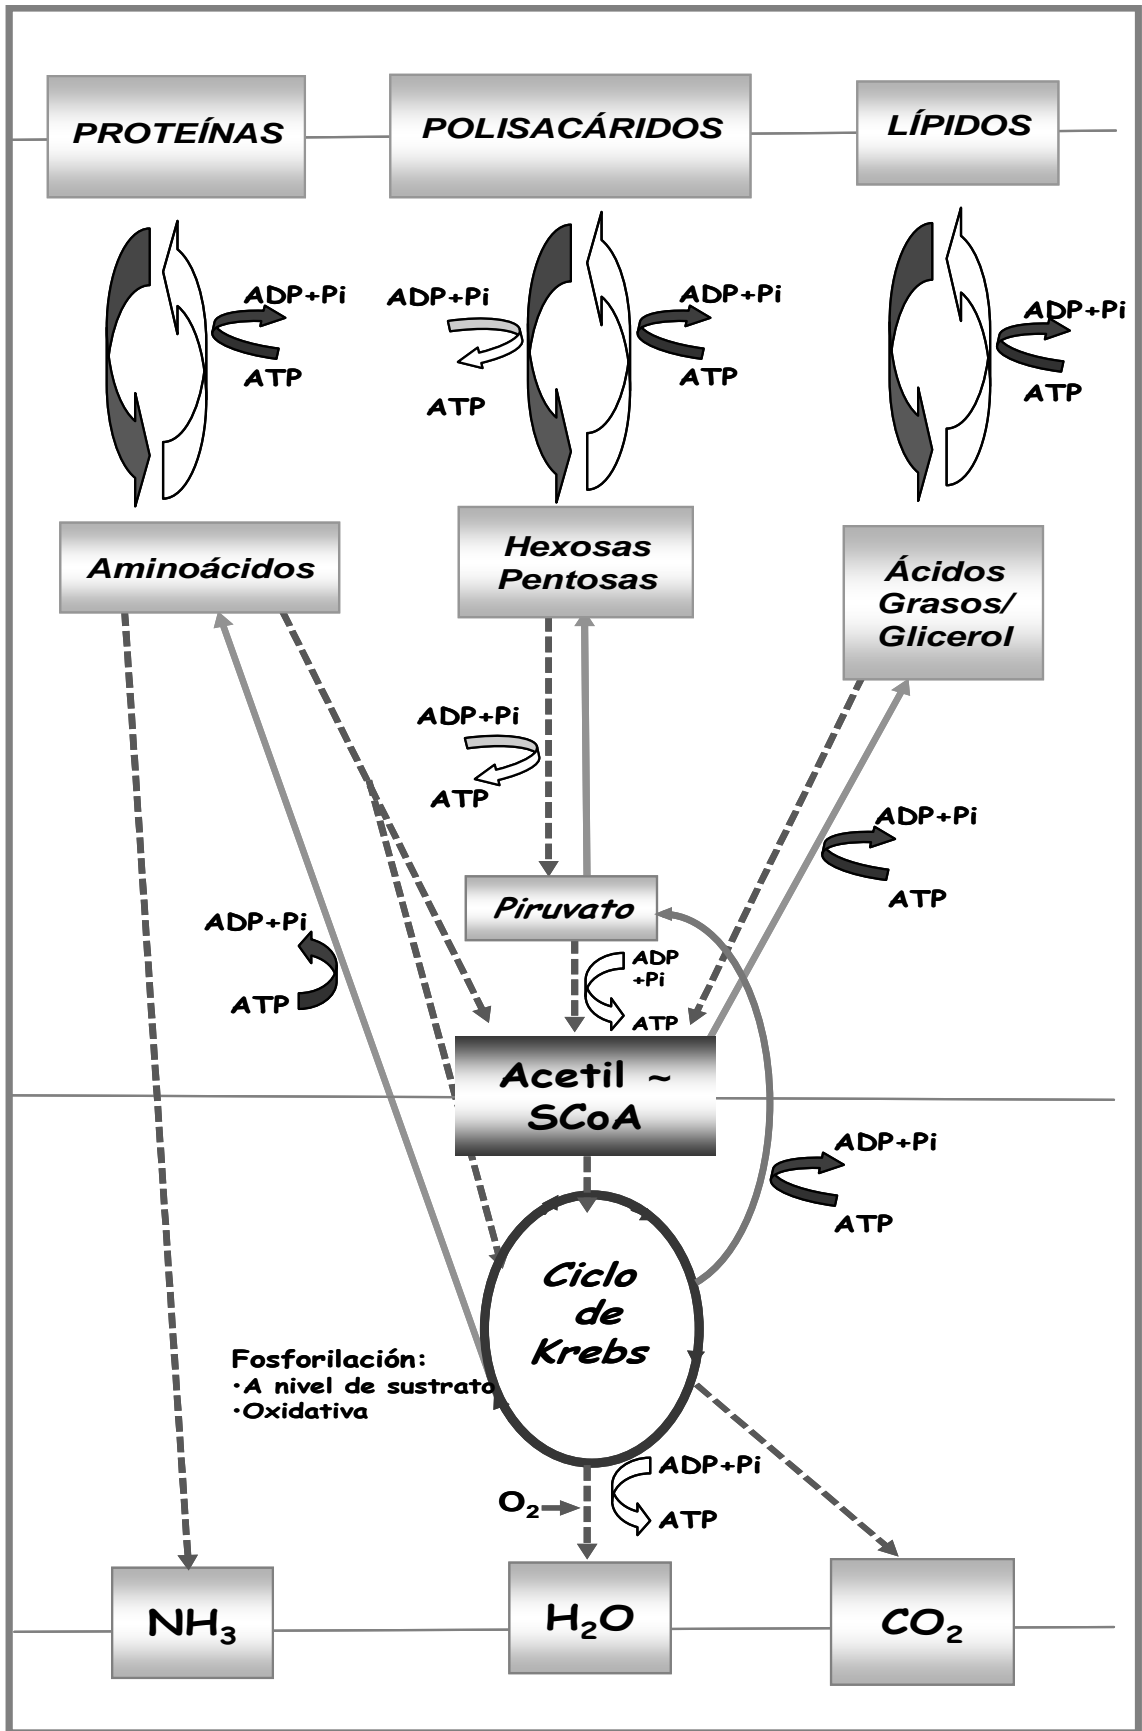 PROTEÍNAS
POLISACÁRIDOS
LÍPIDOS
ADP+Pi
ATP
ADP+Pi
ATP
ADP+Pi
ATP
ADP+Pi
ATP
Aminoácidos
Hexosas
Pentosas
Ácidos
Grasos/
Glicerol
ADP+Pi
ATP
ADP+Pi
ATP
Piruvato
ADP+Pi
ATP
ADP
+Pi
ATP
Acetil ~
SCoA
ADP+Pi
ATP
Ciclo
de
Krebs
Fosforilación:
•A nivel de sustrato
•Oxidativa
ADP+Pi
O₂
ATP
NH₃
H₂O
CO₂